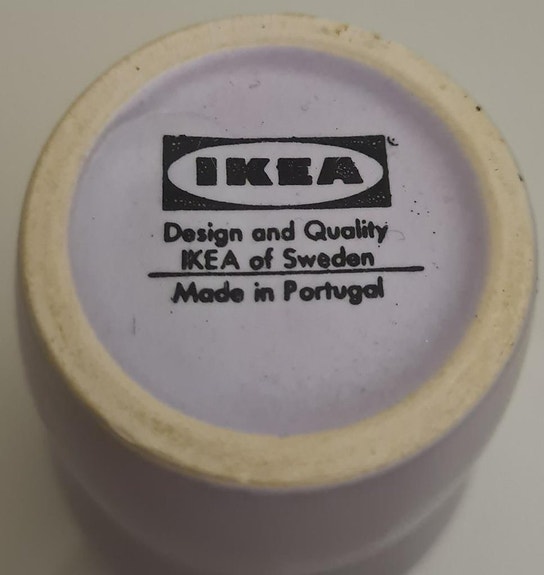 IKEA
Design and Quality
IKEA of Sweden
Made in Portugal